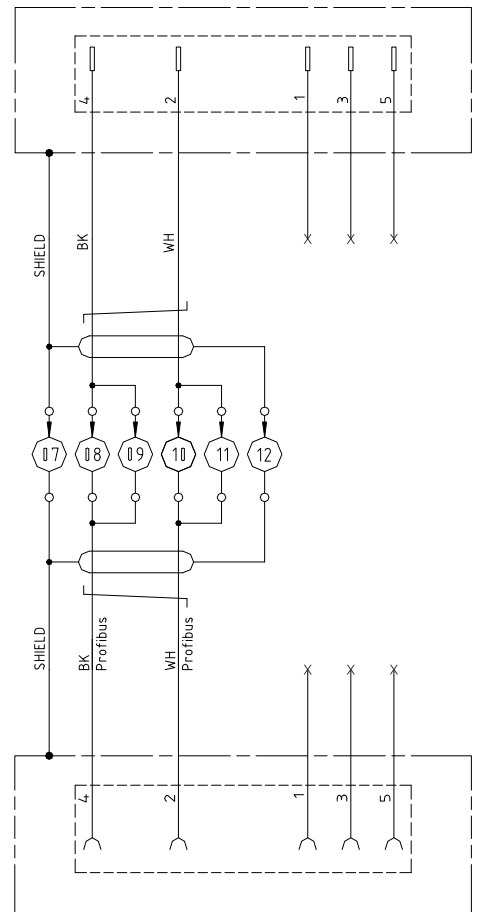 4 2 1 3 5
SHIELD BK WH
07 08 09 10 11 12
SHIELD
BK
Profibus
WH
Profibus
4 2 1 3 5